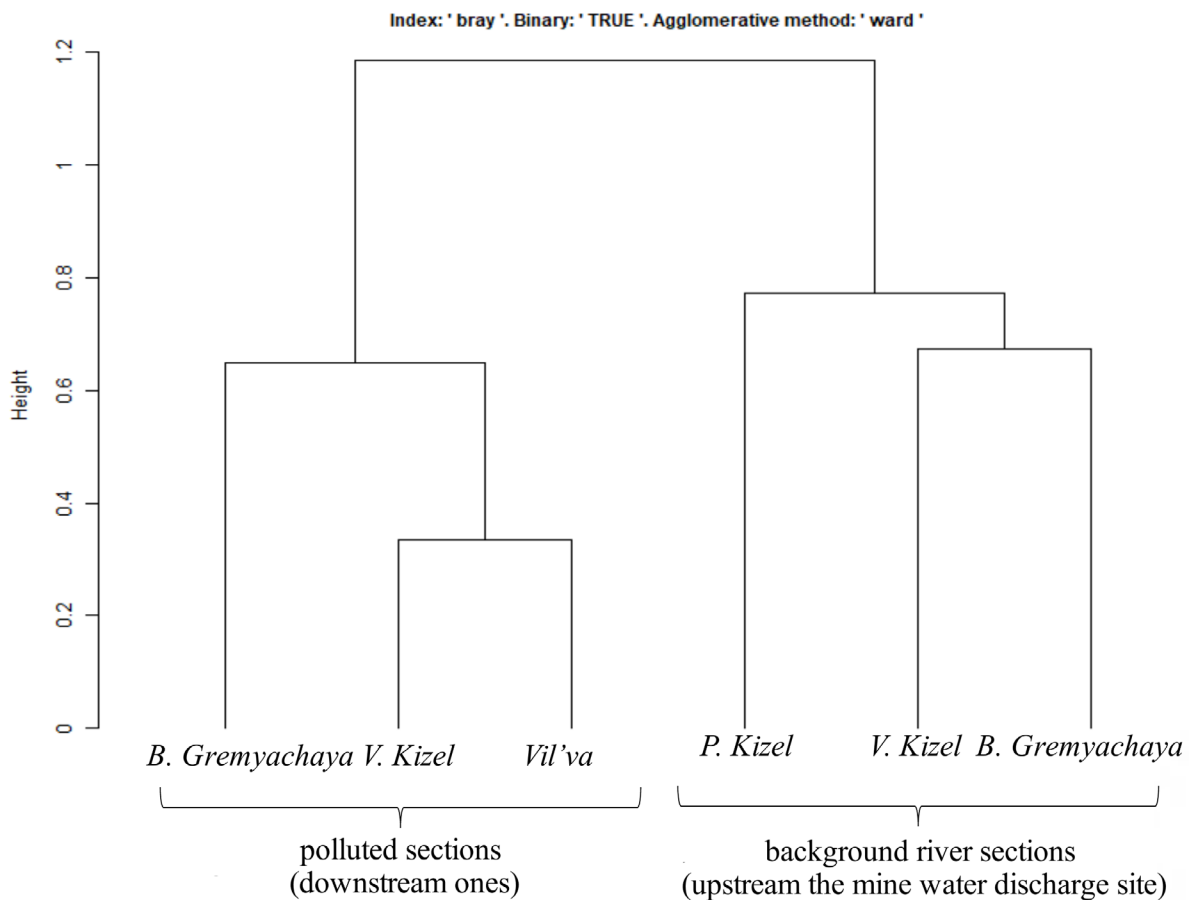 Index: ' bray '. Binary: ' TRUE '. Agglomerative method: ' ward '
1.2
1
0.8
0.6
0.4
0.2
0
Height
B. Gremyachaya V. Kizel Vil’va P. Kizel V. Kizel B. Gremyachaya
polluted sections
(downstream ones)
background river sections
(upstream the mine water discharge site)